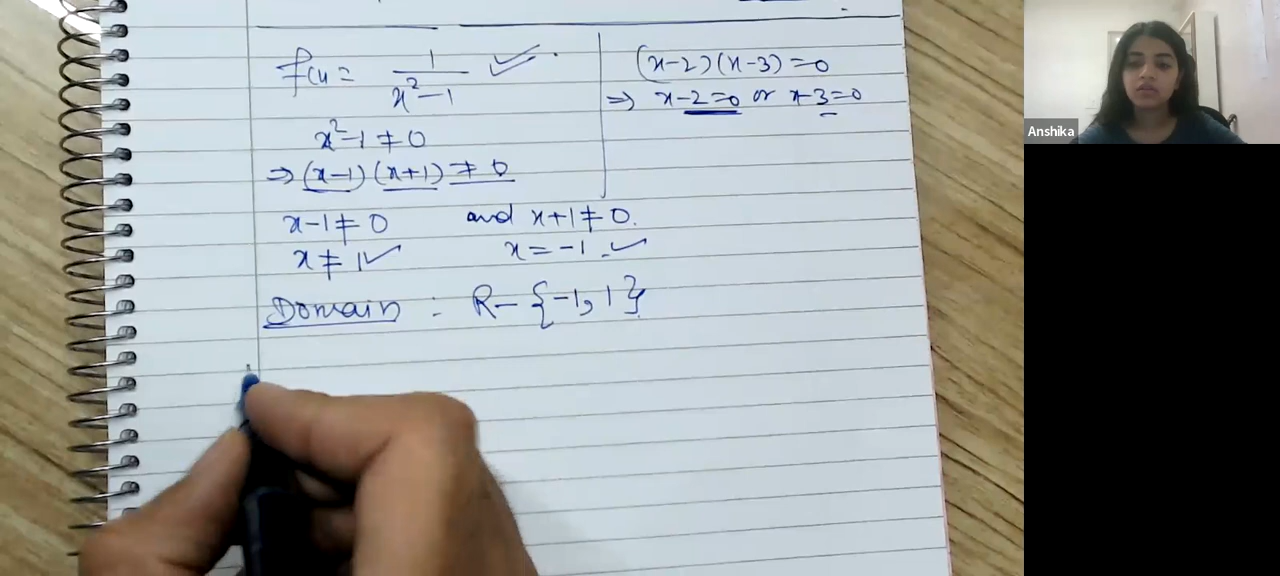 f(x) = 1/(x²-1)
x²-1 ≠ 0
⇒ (x-1) (x+1) ≠ 0
x-1 ≠ 0 and x+1 ≠ 0.
x ≠ 1 ✓ x = -1 . ✓
Domain : R - {-1, 1}
(x-2) (x-3) = 0
⇒ x-2=0 or x-3=0
Anshika